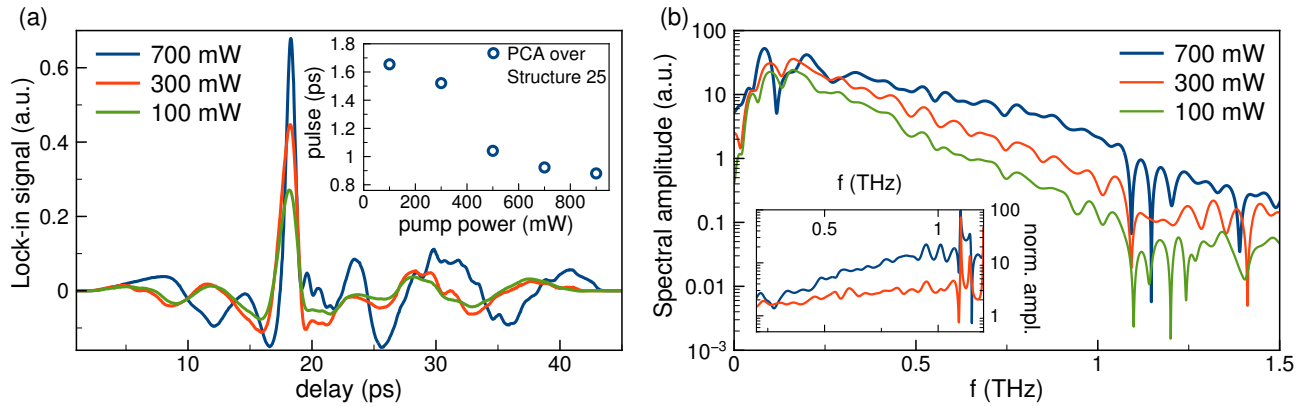 (a)
Lock-in signal (a.u.)
0.6
0.4
0.2
0
10
20
30
40
delay (ps)
700 mW
300 mW
100 mW
pulse (ps)
1.8
1.6
1.4
1.2
1
0.8
0
200
400
600
800
pump power (mW)
PCA over
Structure 25
(b)
Spectral amplitude (a.u.)
100
10
1
0.1
0.01
10⁻³
0
0.5
1
1.5
f (THz)
700 mW
300 mW
100 mW
f (THz)
0.5
1
100
10
1
norm. ampl.